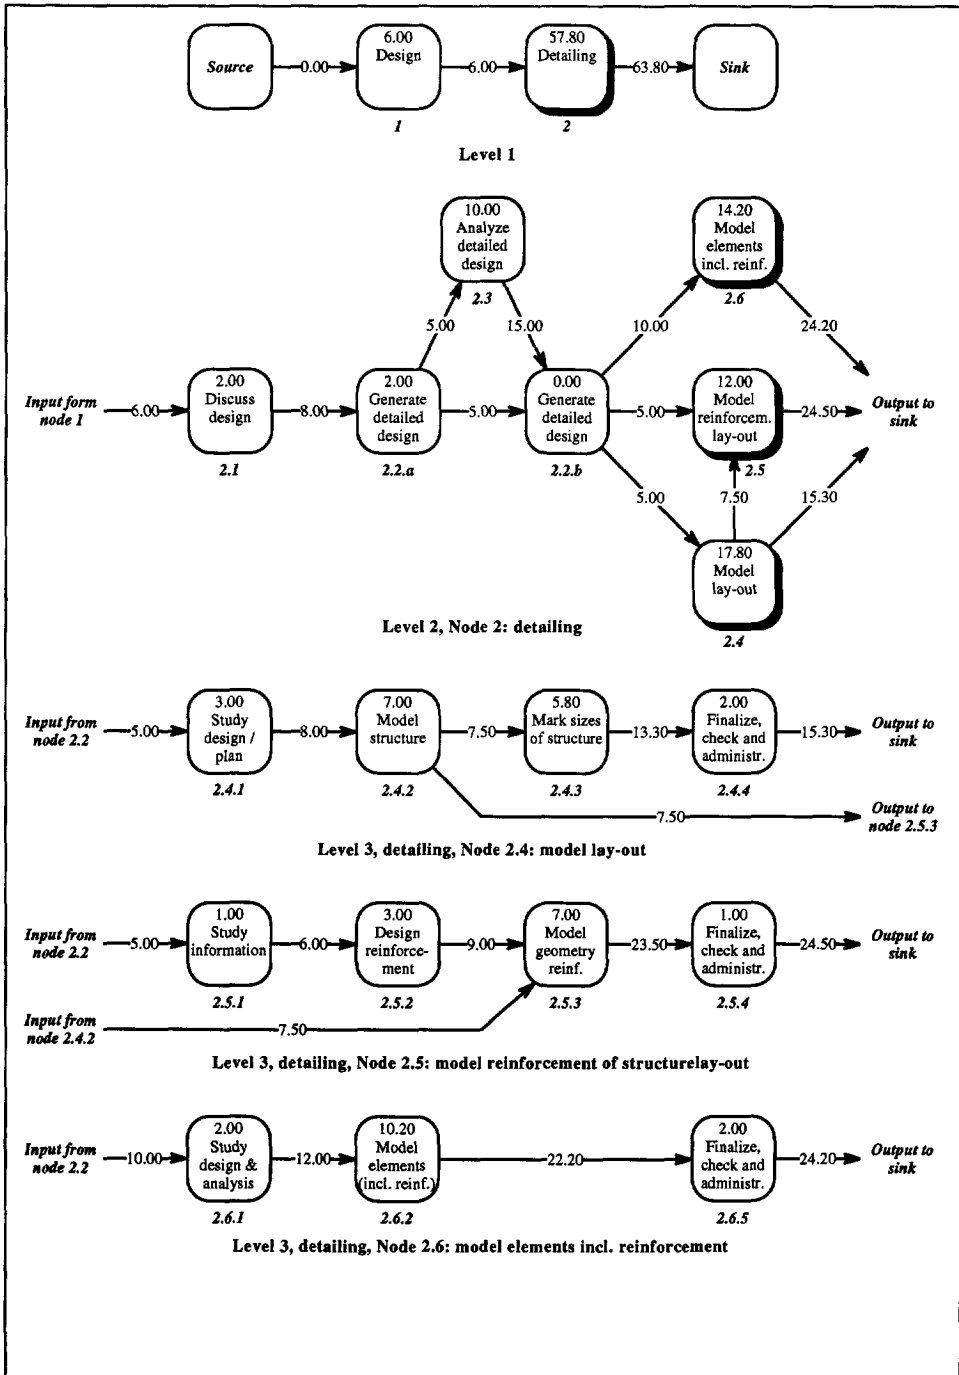 Source
0.00
6.00
Design
1
6.00
57.80
Detailing
2
63.80
Sink
Level 1
10.00
Analyze
detailed
design
2.3
14.20
Model
elements
incl. reinf.
2.6
5.00
15.00
10.00
24.20
Input form
node 1
6.00
2.00
Discuss
design
2.1
8.00
2.00
Generate
detailed
design
2.2.a
5.00
0.00
Generate
detailed
design
2.2.b
5.00
12.00
Model
reinforcem.
lay-out
2.5
24.50
Output to
sink
5.00
7.50
15.30
17.80
Model
lay-out
2.4
Level 2, Node 2: detailing
Input from
node 2.2
5.00
3.00
Study
design /
plan
2.4.1
8.00
7.00
Model
structure
2.4.2
7.50
5.80
Mark sizes
of structure
2.4.3
13.30
2.00
Finalize,
check and
administr.
2.4.4
15.30
Output to
sink
7.50
Output to
node 2.5.3
Level 3, detailing, Node 2.4: model lay-out
Input from
node 2.2
5.00
1.00
Study
information
2.5.1
6.00
3.00
Design
reinforce-
ment
2.5.2
9.00
7.00
Model
geometry
reinf.
2.5.3
23.50
1.00
Finalize,
check and
administr.
2.5.4
24.50
Output to
sink
Input from
node 2.4.2
7.50
Level 3, detailing, Node 2.5: model reinforcement of structurelay-out
Input from
node 2.2
10.00
2.00
Study
design &
analysis
2.6.1
12.00
10.20
Model
elements
(incl. reinf.)
2.6.2
22.20
2.00
Finalize,
check and
administr.
2.6.5
24.20
Output to
sink
Level 3, detailing, Node 2.6: model elements incl. reinforcement